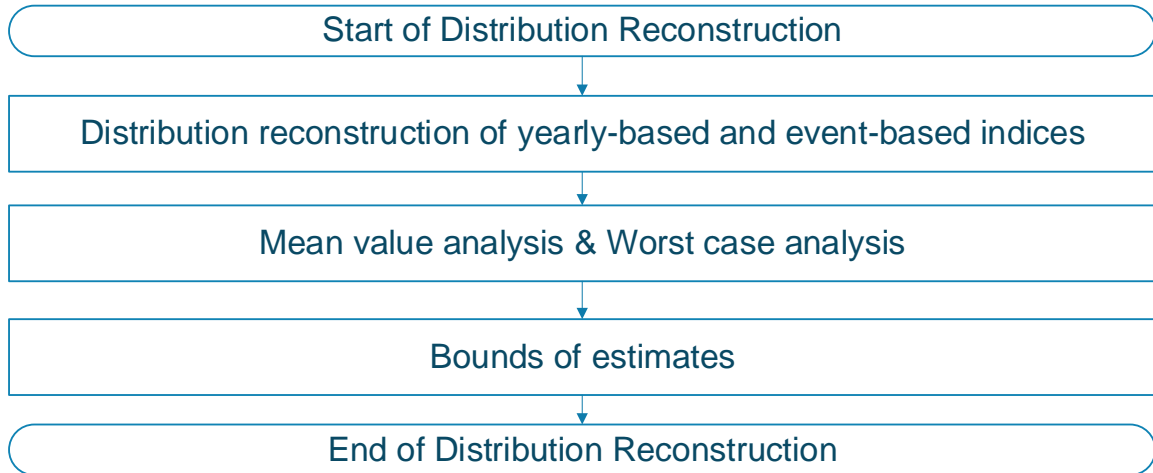 Start of Distribution Reconstruction
Distribution reconstruction of yearly-based and event-based indices
Mean value analysis & Worst case analysis
Bounds of estimates
End of Distribution Reconstruction